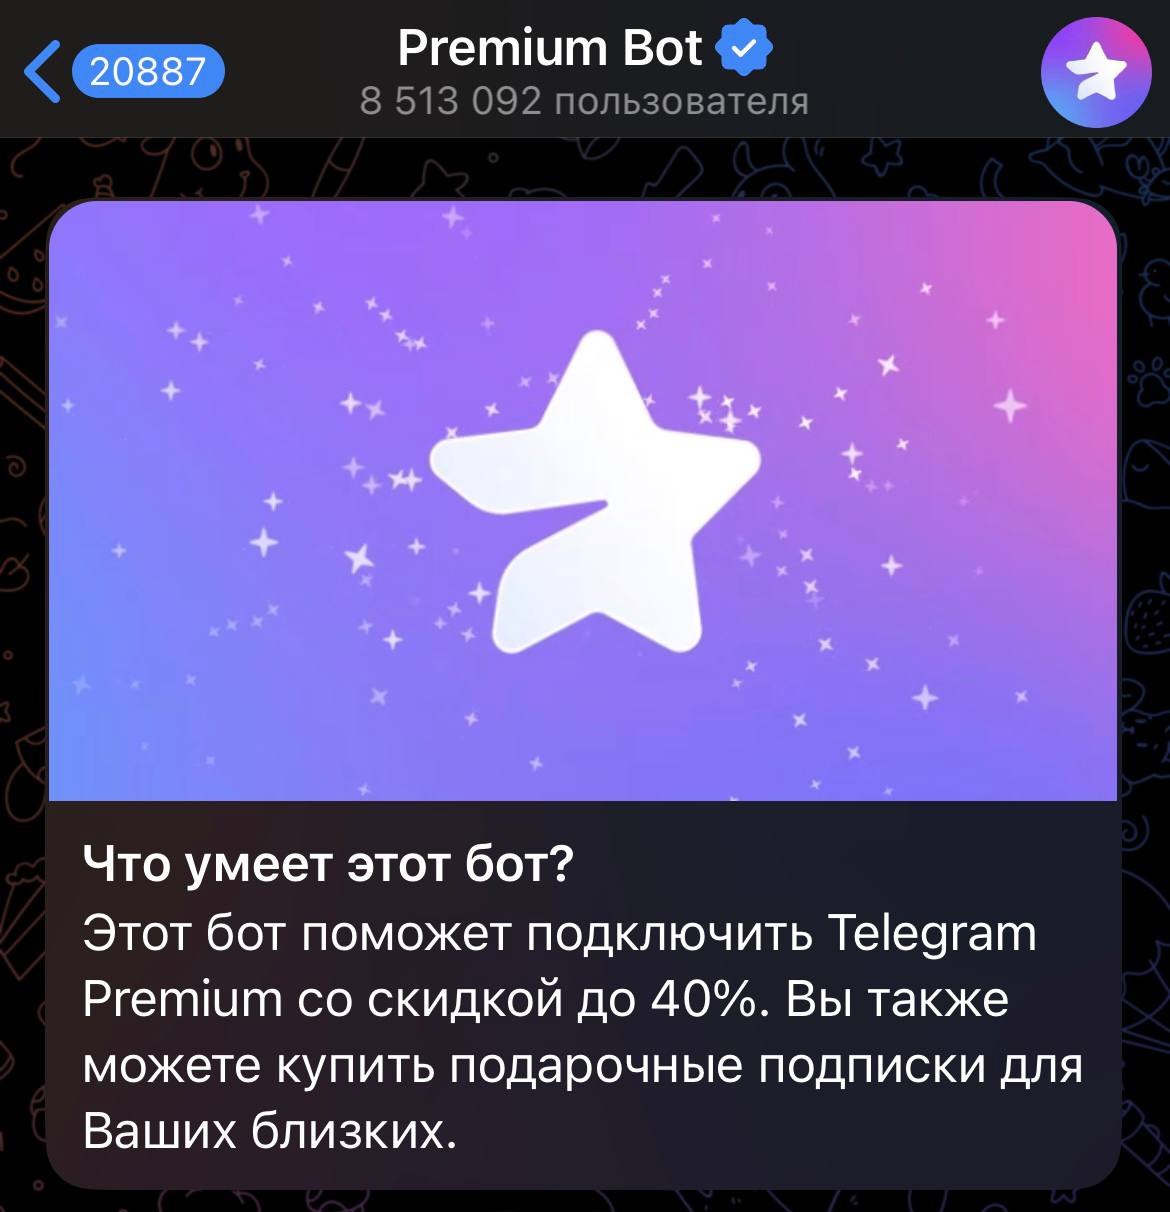 20887
Premium Bot
8 513 092 пользователя
Что умеет этот бот?
Этот бот поможет подключить Telegram
Premium со скидкой до 40%. Вы также
можете купить подарочные подписки для
Ваших близких.